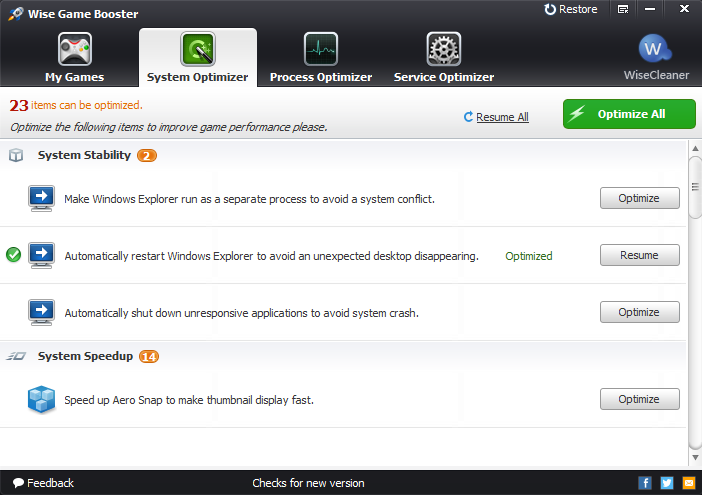 Wise Game Booster
Restore
My Games
System Optimizer
Process Optimizer
Service Optimizer
W
WiseCleaner
23 items can be optimized.
Optimize the following items to improve game performance please.
Resume All
Optimize All
System Stability 2
Make Windows Explorer run as a separate process to avoid a system conflict.
Optimize
Automatically restart Windows Explorer to avoid an unexpected desktop disappearing.
Optimized
Resume
Automatically shut down unresponsive applications to avoid system crash.
Optimize
System Speedup 14
Speed up Aero Snap to make thumbnail display fast.
Optimize
Feedback
Checks for new version
f